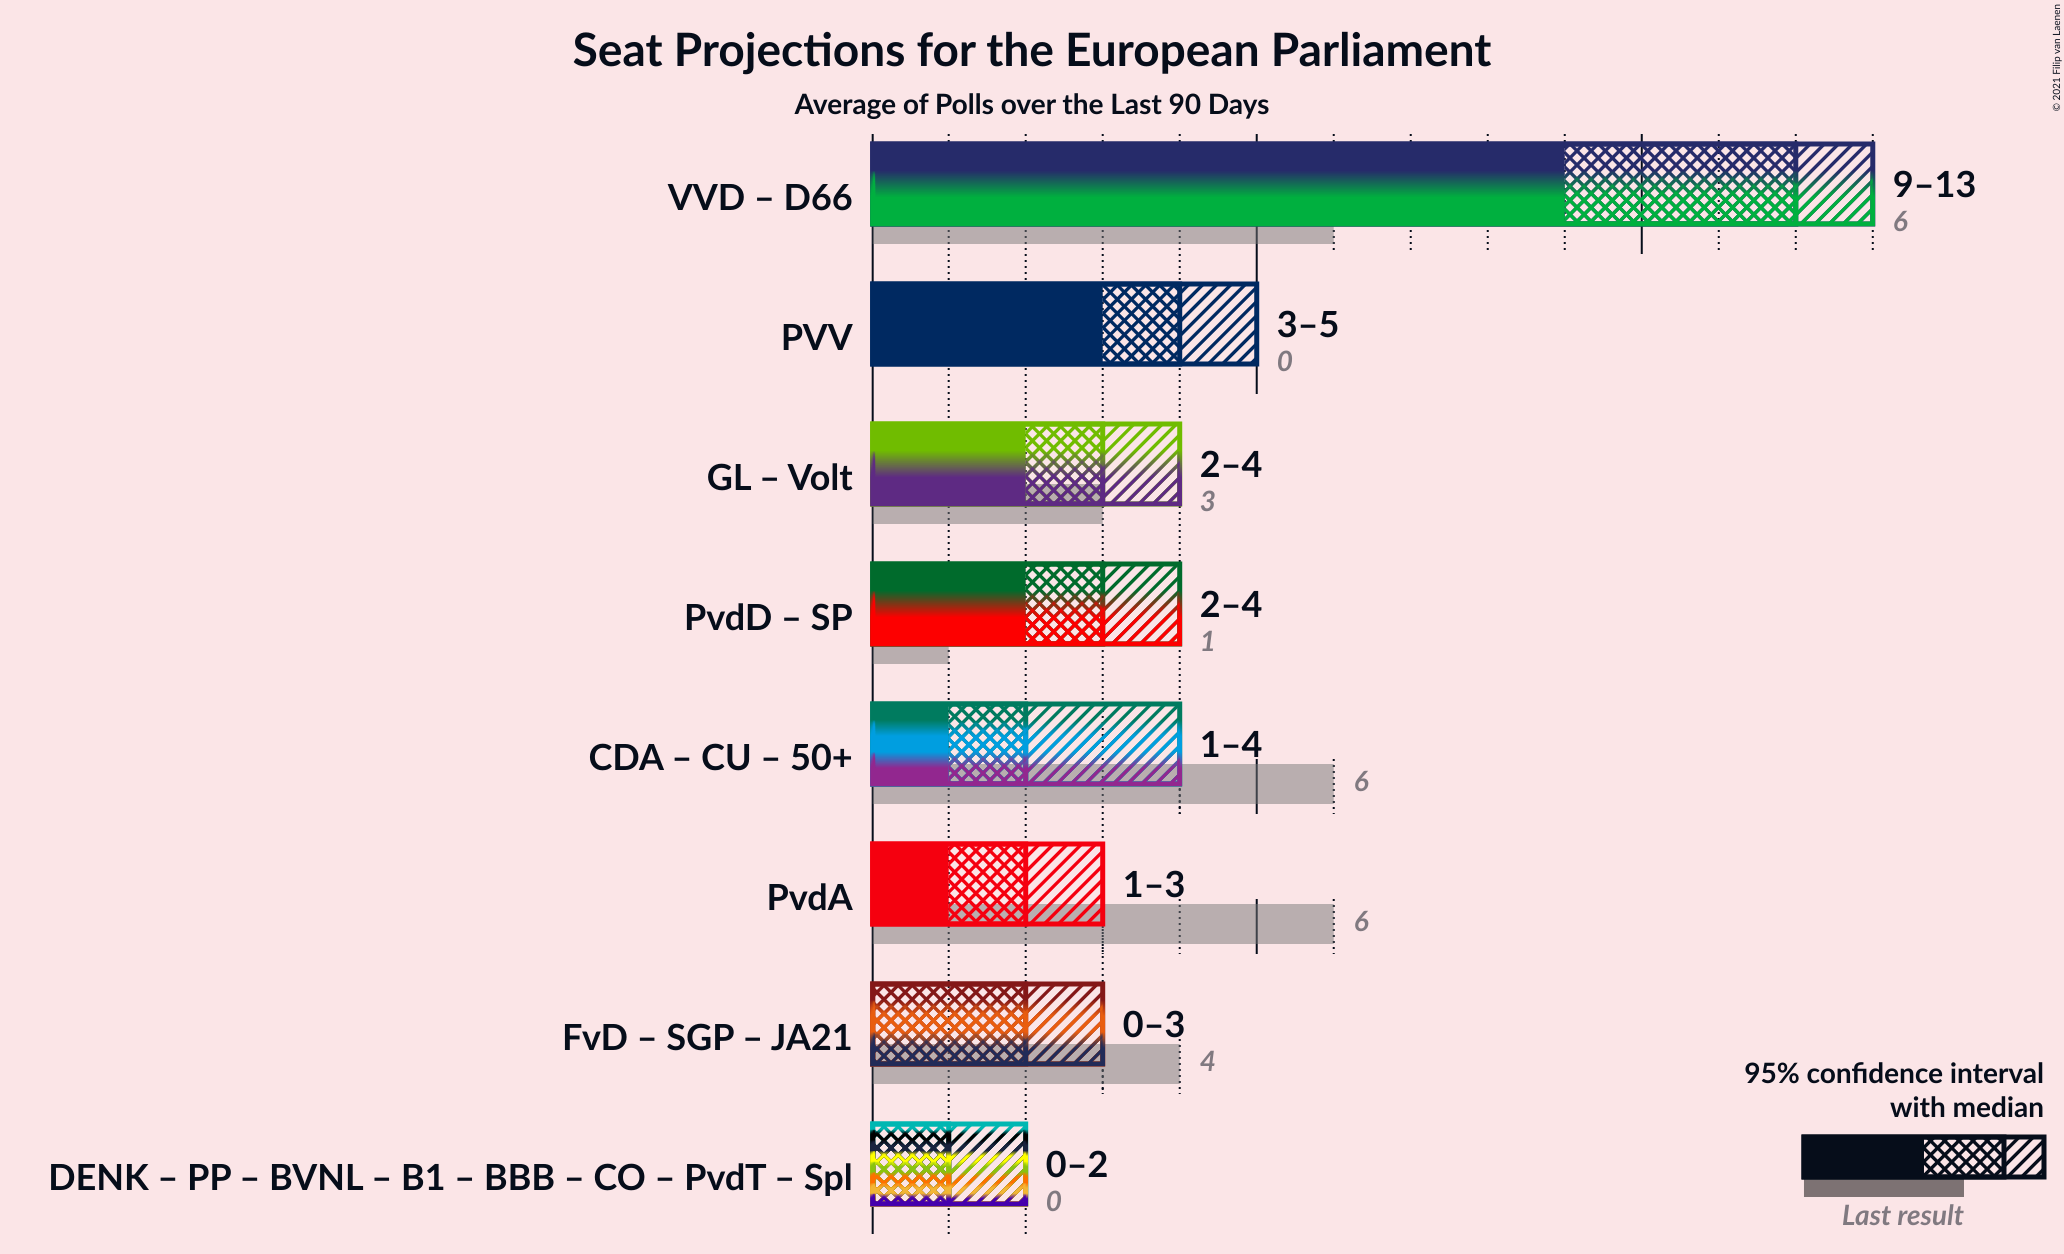 Seat Projections for the European Parliament
Average of Polls over the Last 90 Days
© 2021 Filip van Laenen
VVD – D66
9–13
6
PVV
3–5
0
GL – Volt
2–4
3
PvdD – SP
2–4
1
CDA – CU – 50+
1–4
6
PvdA
1–3
6
FvD – SGP – JA21
0–3
4
DENK – PP – BVNL – B1 – BBB – CO – PvdT – Spl
0–2
0
95% confidence interval
with median
Last result